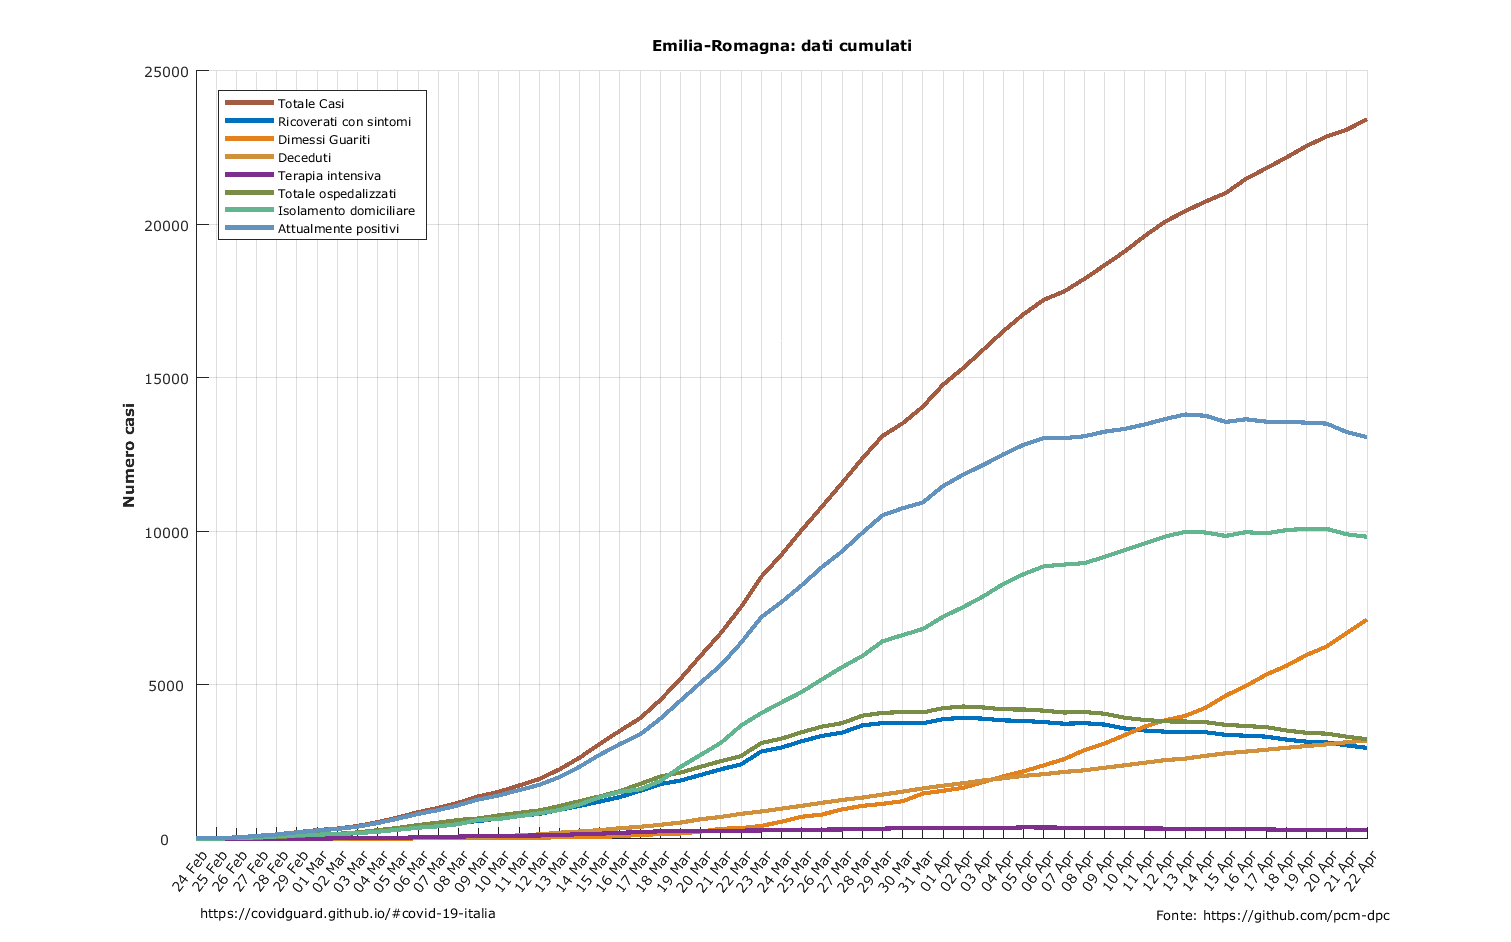 Emilia-Romagna: dati cumulati
25000
20000
15000
10000
5000
0
Numero casi
Totale Casi
Ricoverati con sintomi
Dimessi Guariti
Deceduti
Terapia intensiva
Totale ospedalizzati
Isolamento domiciliare
Attualmente positivi
24 Feb
25 Feb
26 Feb
27 Feb
28 Feb
29 Feb
01 Mar
02 Mar
03 Mar
04 Mar
05 Mar
06 Mar
07 Mar
08 Mar
09 Mar
10 Mar
11 Mar
12 Mar
13 Mar
14 Mar
15 Mar
16 Mar
17 Mar
18 Mar
19 Mar
20 Mar
21 Mar
22 Mar
23 Mar
24 Mar
25 Mar
26 Mar
27 Mar
28 Mar
29 Mar
30 Mar
31 Mar
01 Apr
02 Apr
03 Apr
04 Apr
05 Apr
06 Apr
07 Apr
08 Apr
09 Apr
10 Apr
11 Apr
12 Apr
13 Apr
14 Apr
15 Apr
16 Apr
17 Apr
18 Apr
19 Apr
20 Apr
21 Apr
22 Apr
https://covidguard.github.io/#covid-19-italia
Fonte: https://github.com/pcm-dpc